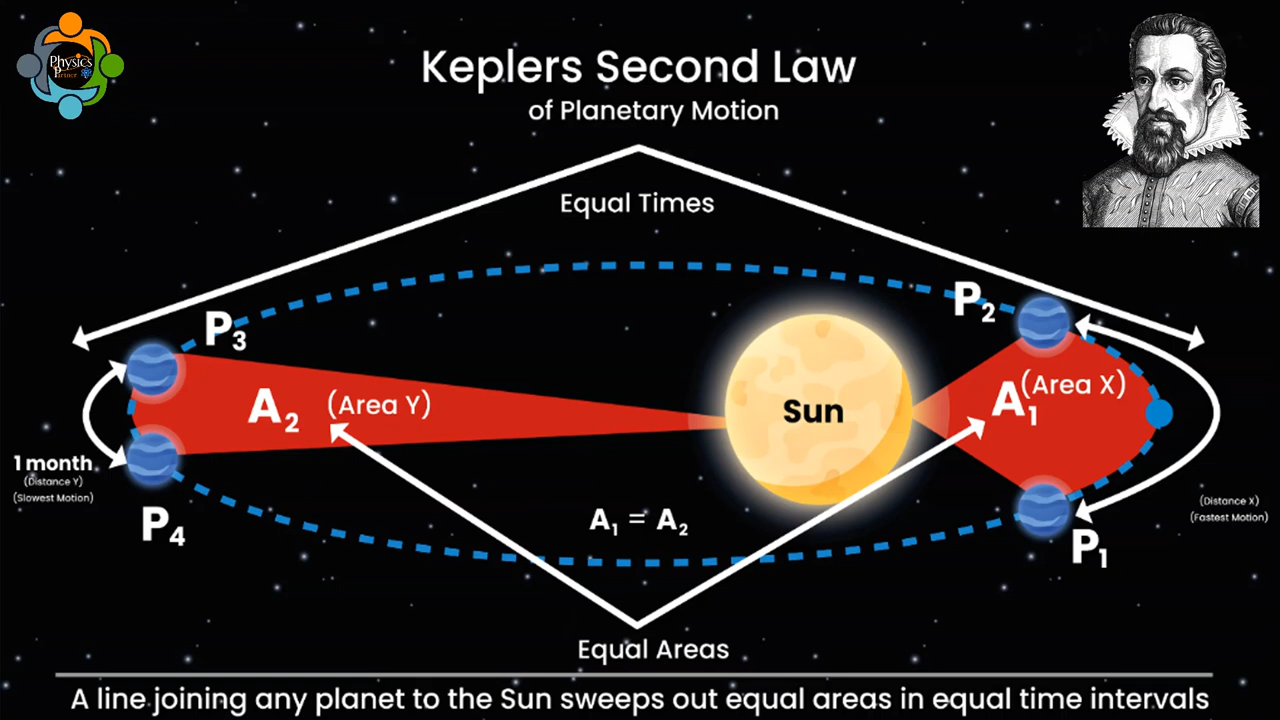 Physics
Partner
Keplers Second Law
of Planetary Motion
Equal Times
P₃
P₂
A₂ (Area Y)
Sun
A₁ (Area X)
1 month
(Distance Y)
(Slowest Motion)
(Distance X)
(Fastest Motion)
P₄
A₁ = A₂
P₁
Equal Areas
A line joining any planet to the Sun sweeps out equal areas in equal time intervals